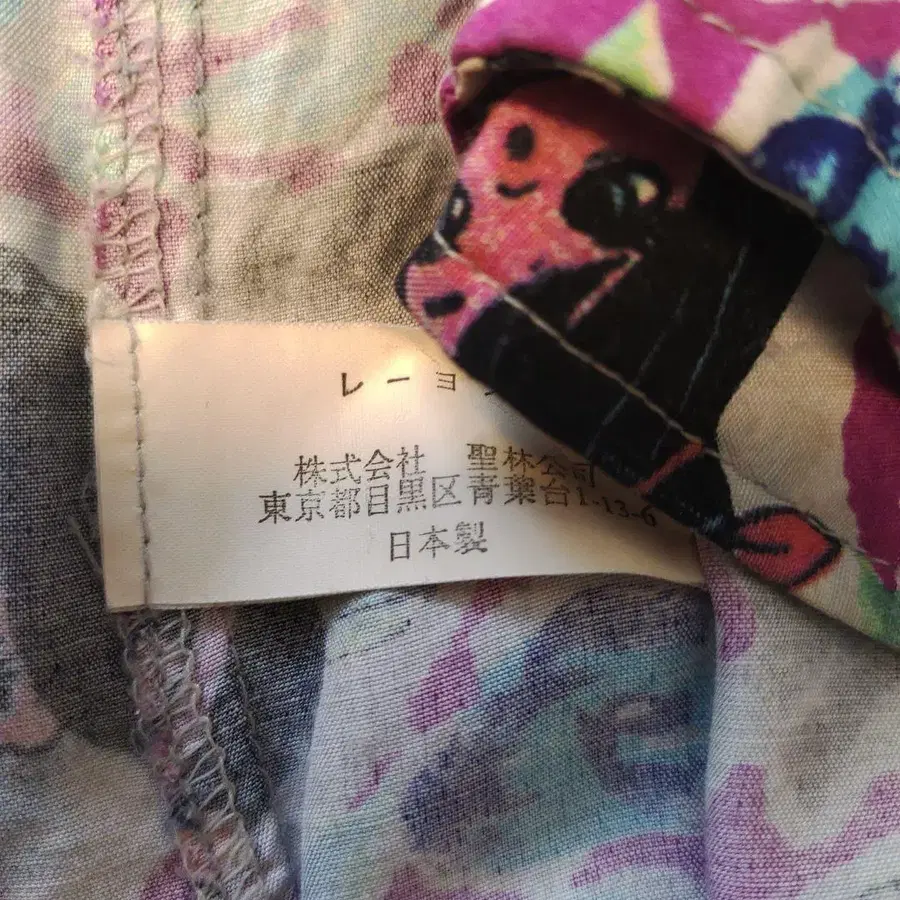 レーヨ
株式会社 聖林公司
東京都目黒区青葉台1-13-6
日本製